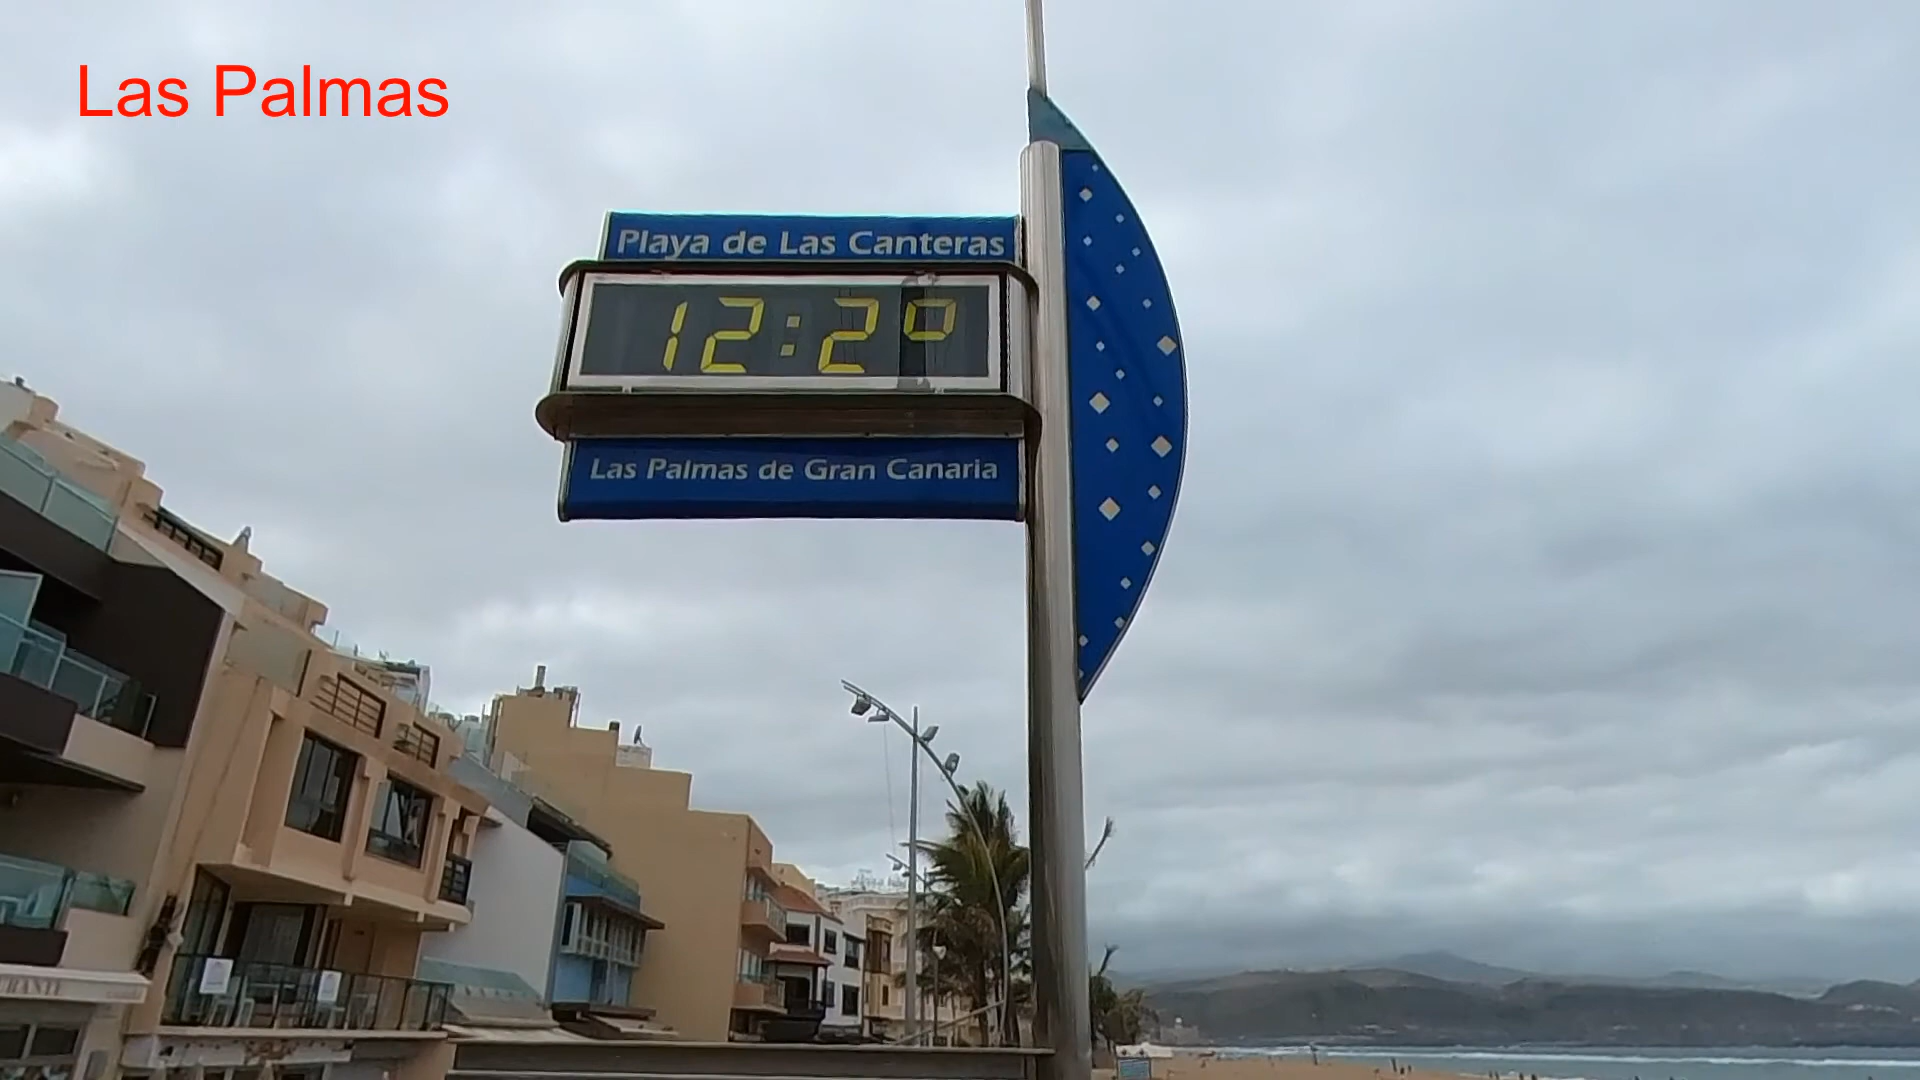 Las Palmas
Playa de Las Canteras
12:2º
Las Palmas de Gran Canaria